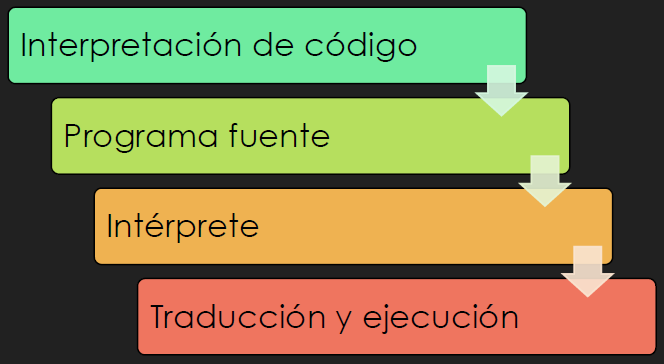 Interpretación de código
Programa fuente
Intérprete
Traducción y ejecución